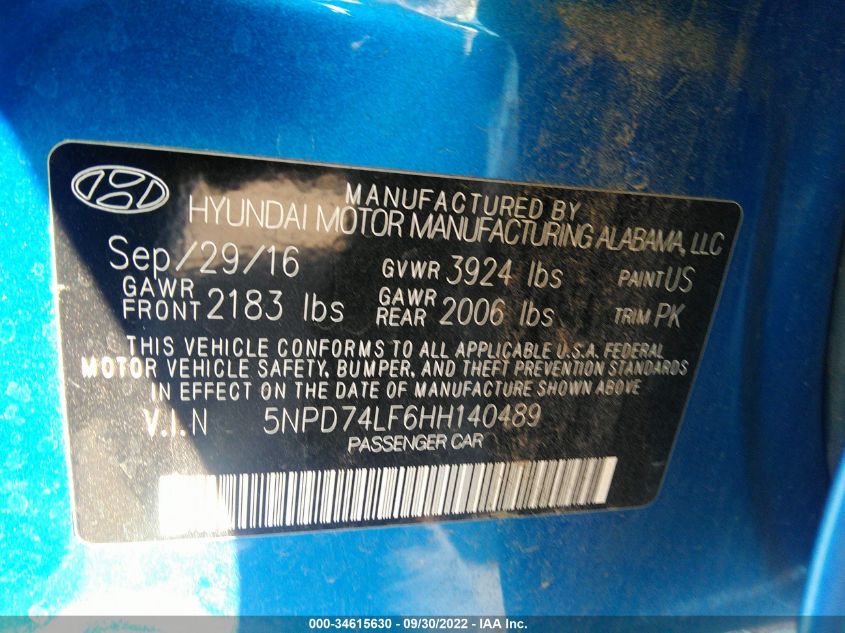 MANUFACTURED BY
HYUNDAI MOTOR MANUFACTURING ALABAMA, LLC
Sep/29/16 GVWR 3924 lbs PAINT US
GAWR FRONT 2183 lbs GAWR REAR 2006 lbs TRIM PK
THIS VEHICLE CONFORMS TO ALL APPLICABLE U.S.A. FEDERAL
MOTOR VEHICLE SAFETY, BUMPER, AND THEFT PREVENTION STANDARDS
IN EFFECT ON THE DATE OF MANUFACTURE SHOWN ABOVE
V.I.N 5NPD74LF6HH140489
PASSENGER CAR
000-34615630 - 09/30/2022 - IAA Inc.